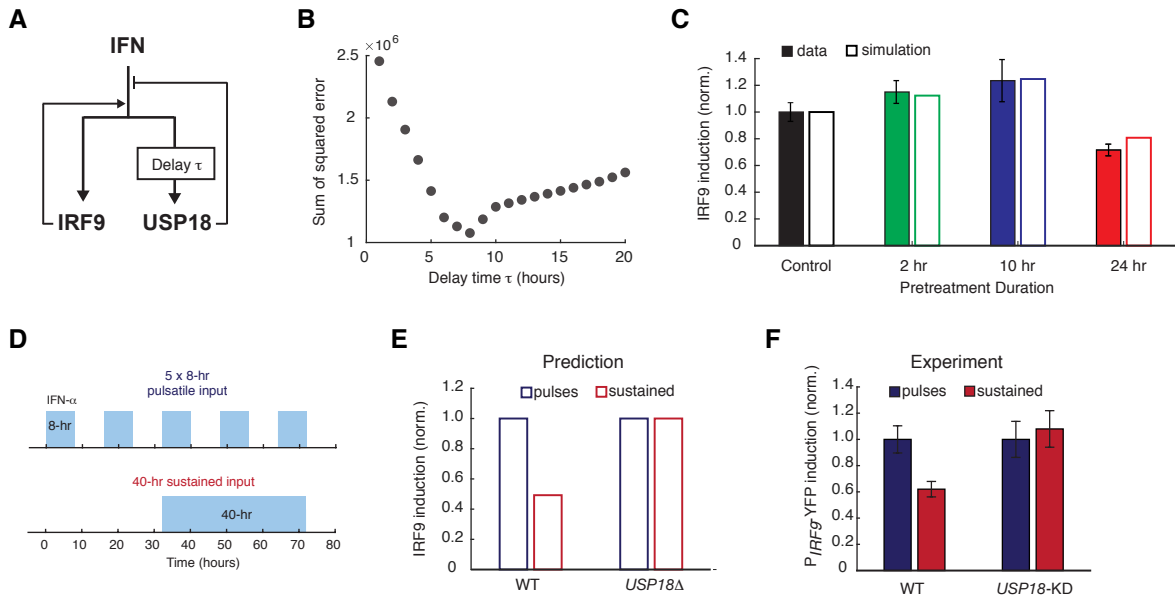 A
IFN
Delay τ
IRF9
USP18
B
×10⁶
2.5
2
1.5
1
Sum of squared error
0
5
10
15
20
Delay time τ (hours)
C
data
simulation
1.4
1.2
1.0
0.8
0.6
0.4
0.2
0
IRF9 induction (norm.)
Control
2 hr
10 hr
24 hr
Pretreatment Duration
D
5 x 8-hr
pulsatile input
IFN-α
8-hr
40-hr sustained input
40-hr
0
10
20
30
40
50
60
70
80
Time (hours)
E
Prediction
pulses
sustained
1.0
0.8
0.6
0.4
0.2
0
IRF9 induction (norm.)
WT
USP18Δ
F
Experiment
pulses
sustained
1.4
1.2
1.0
0.8
0.6
0.4
0.2
0
PIRF9-YFP induction (norm.)
WT
USP18-KD